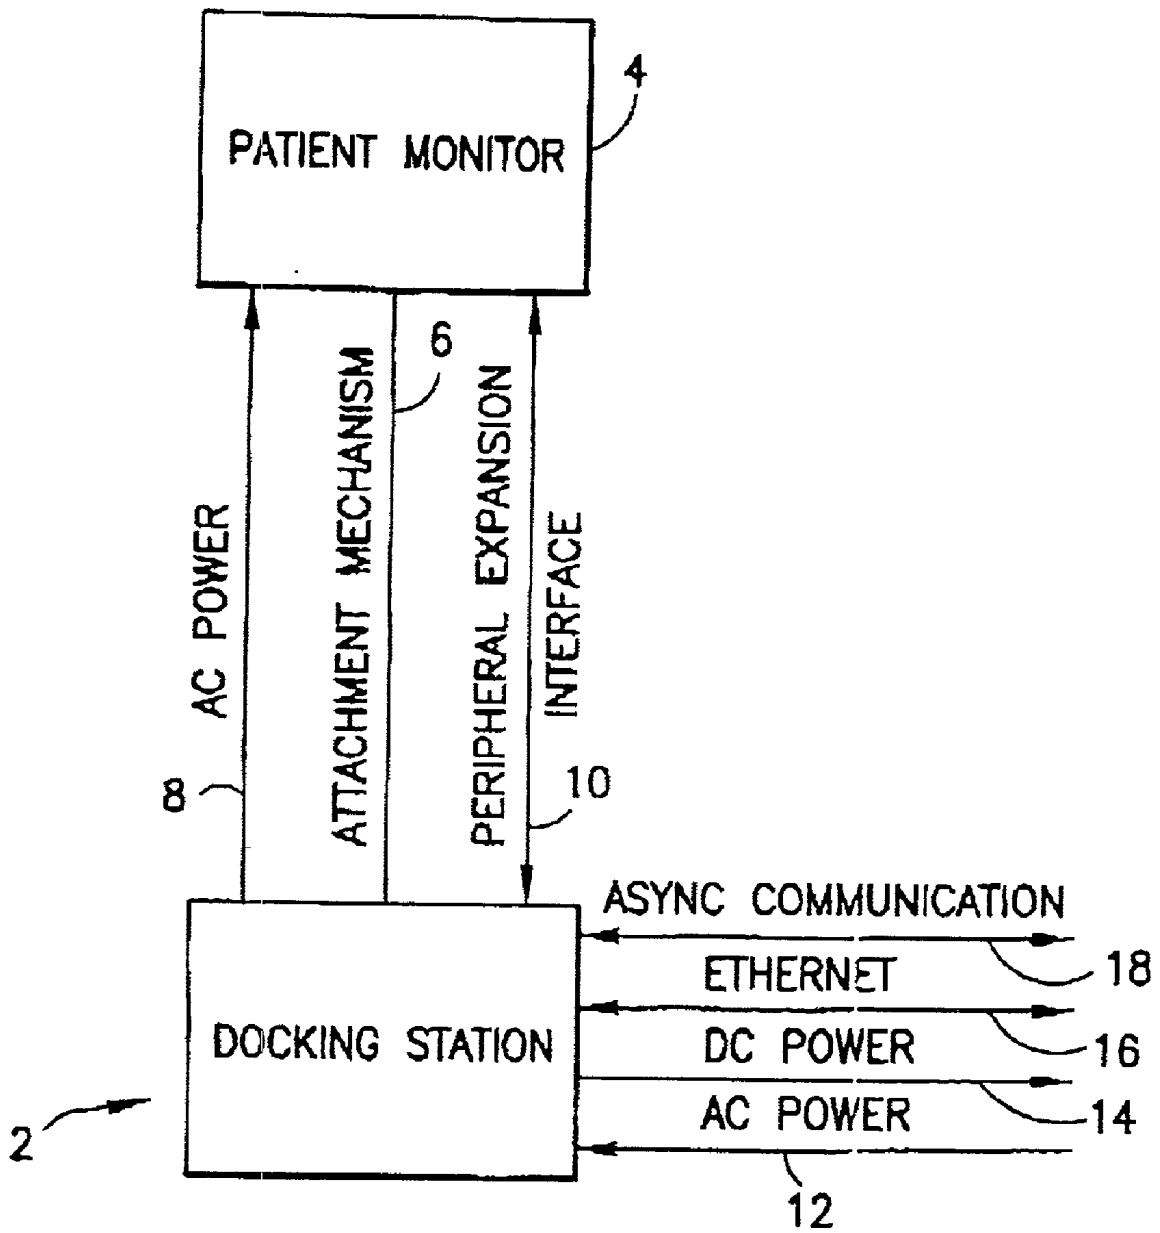 4
PATIENT MONITOR
6
AC POWER
ATTACHMENT MECHANISM
PERIPHERAL EXPANSION
INTERFACE
8
10
ASYNC COMMUNICATION
18
ETHERNET
16
DOCKING STATION
DC POWER
14
AC POWER
2
12